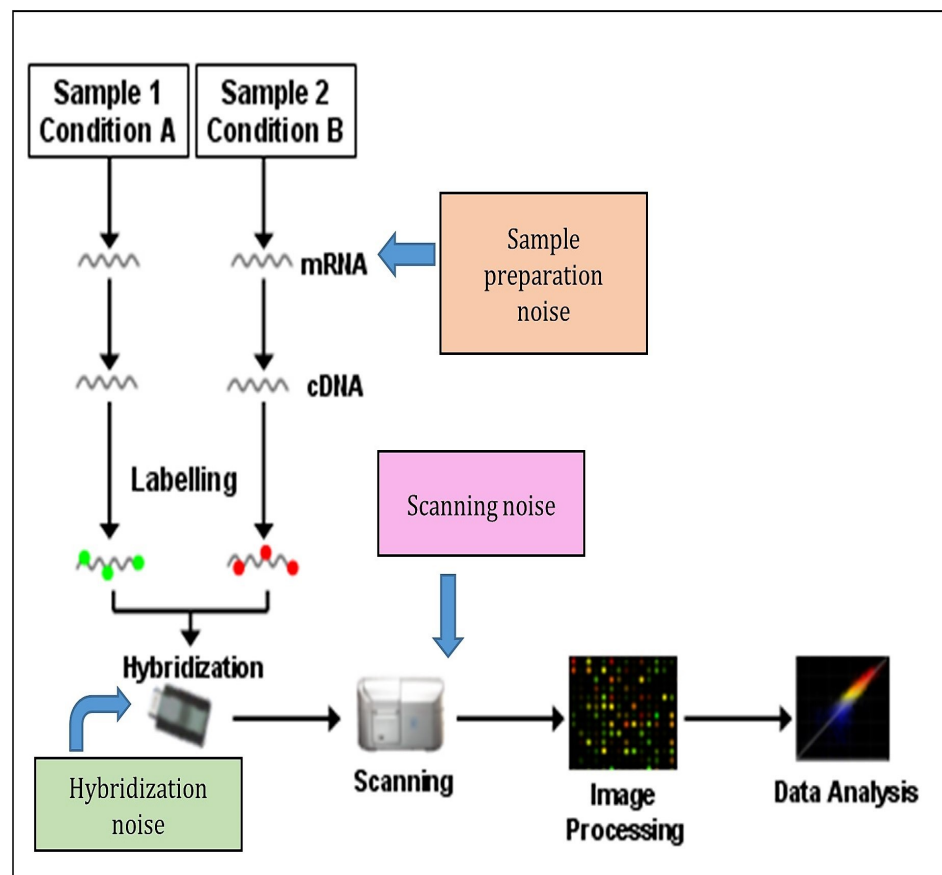 Sample 1
Condition A
Sample 2
Condition B
mRNA
Sample
preparation
noise
cDNA
Labelling
Scanning noise
Hybridization
Hybridization
noise
Scanning
Image
Processing
Data Analysis